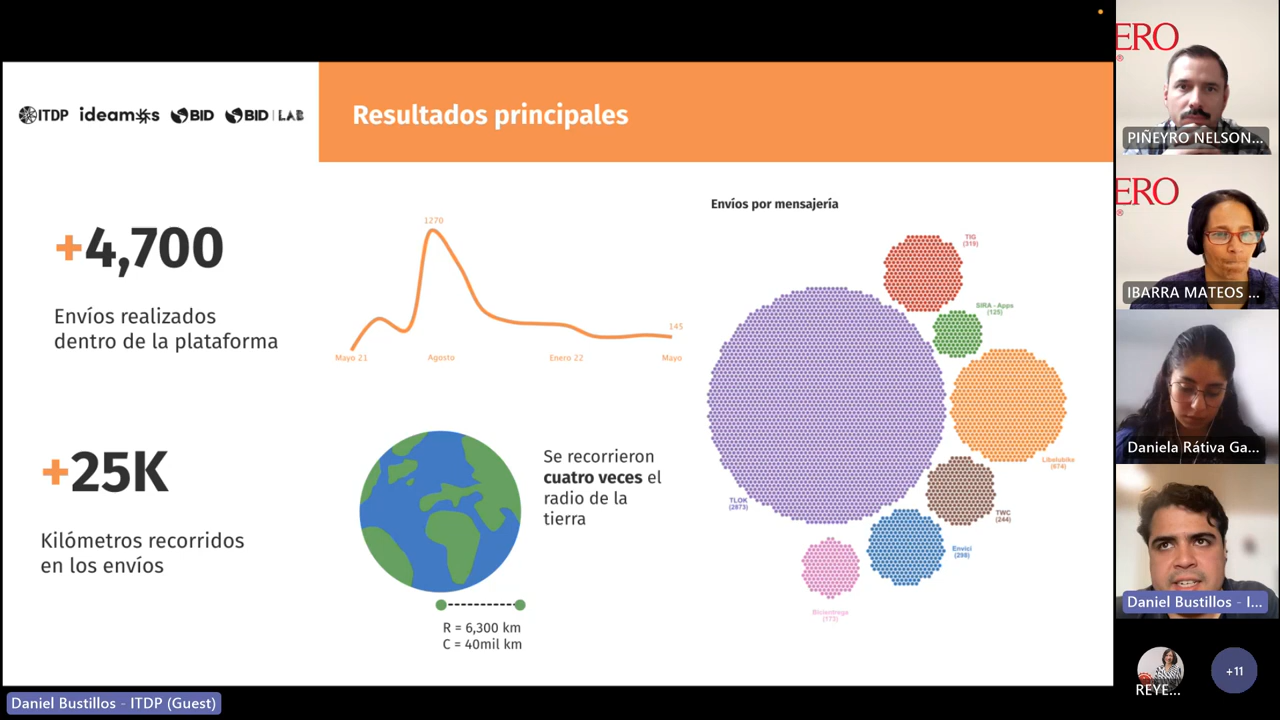 ITDP ideamos BID BID | LAB
Resultados principales
+4,700
Envíos realizados
dentro de la plataforma
1270
145
Mayo 21
Agosto
Enero 22
Mayo
+25K
Kilómetros recorridos
en los envíos
Se recorrieron
cuatro veces el
radio de la
tierra
R = 6,300 km
C = 40mil km
Envíos por mensajería
TIG
(319)
SIRA - Apps
(125)
TLOK
(2873)
TWC
(244)
Envici
(298)
(173)
Daniel Bustillos - ITDP (Guest)
ERO
®
PIÑEYRO NELSON...
ERO
®
IBARRA MATEOS ...
Daniela Rátiva Ga...
Daniel Bustillos - I...
REYE...
+11